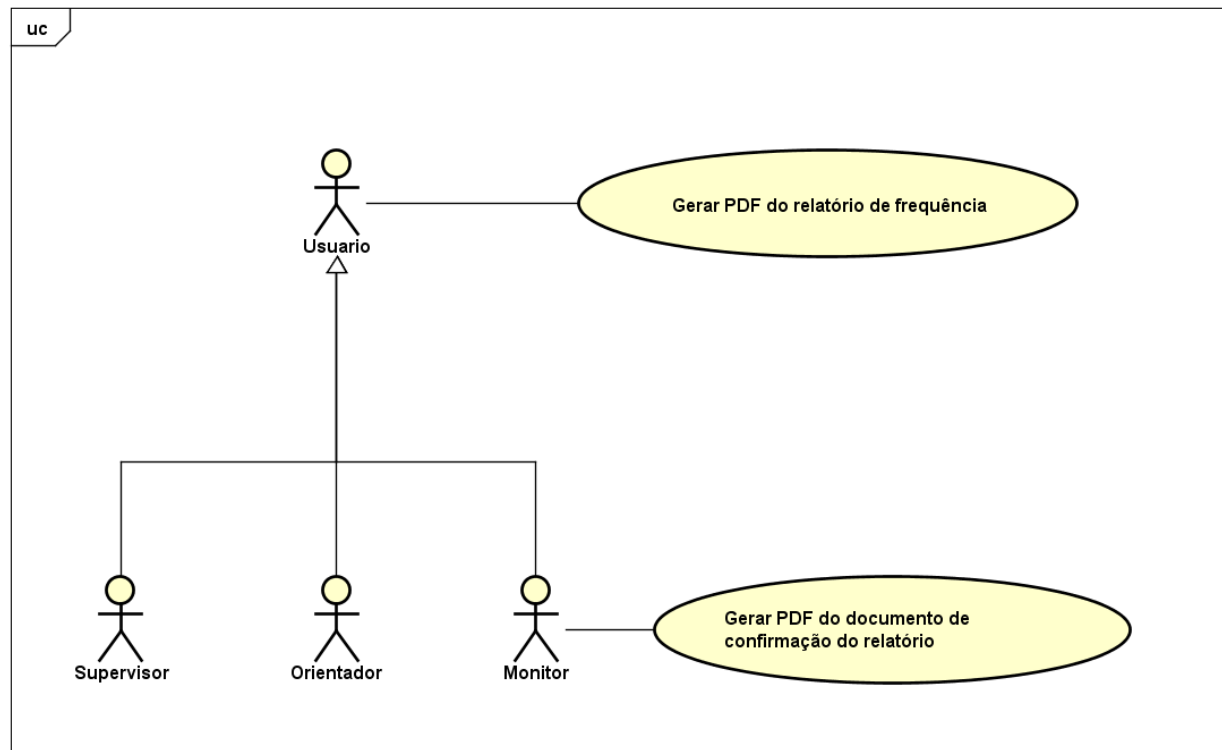 uc
Gerar PDF do relatório de frequência
Usuario
Gerar PDF do documento de
confirmação do relatório
Supervisor
Orientador
Monitor